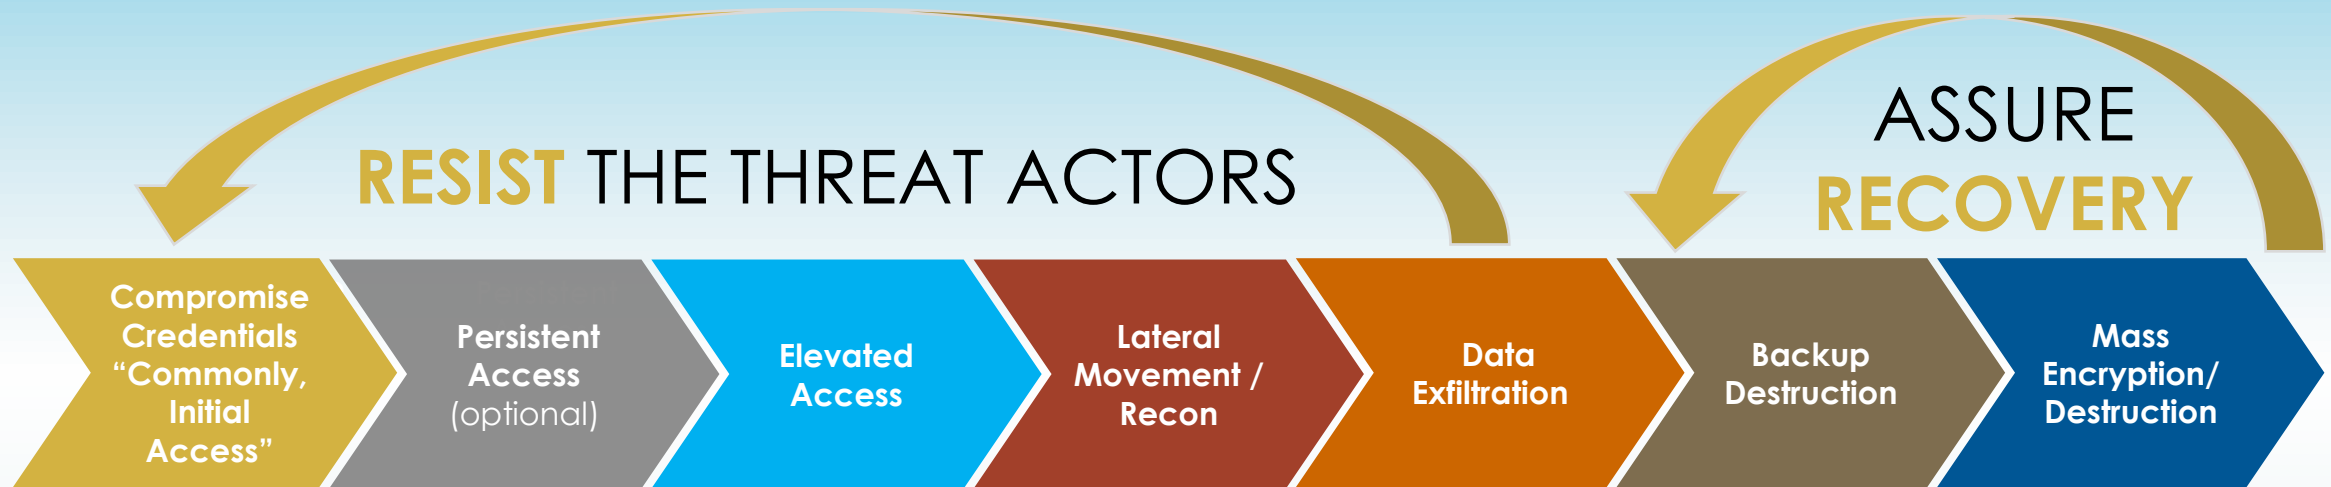 RESIST THE THREAT ACTORS
ASSURE
RECOVERY
Compromise
Credentials
“Commonly,
Initial
Access”
Persistent
Access
(optional)
Elevated
Access
Lateral
Movement /
Recon
Data
Exfiltration
Backup
Destruction
Mass
Encryption/
Destruction